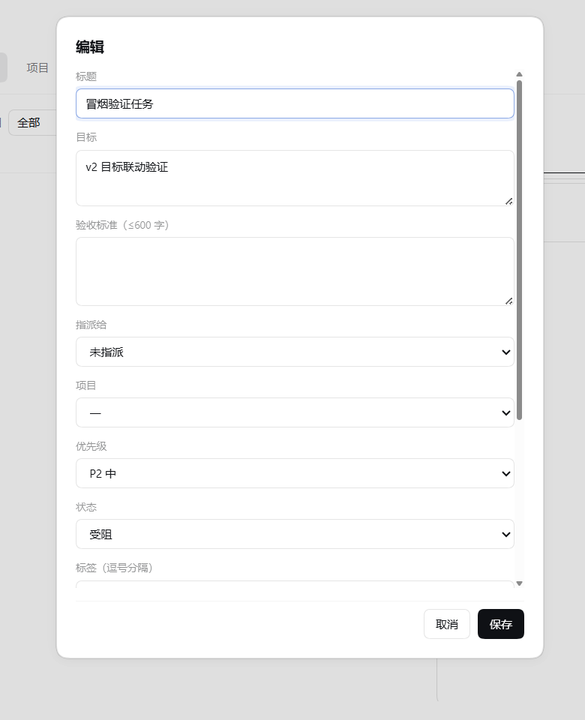 编辑
标题
项目
冒烟验证任务
全部
目标
v2 目标联动验证
验收标准（≤600 字）
指派给
未指派
项目
—
优先级
P2 中
状态
受阻
标签（逗号分隔）
取消
保存